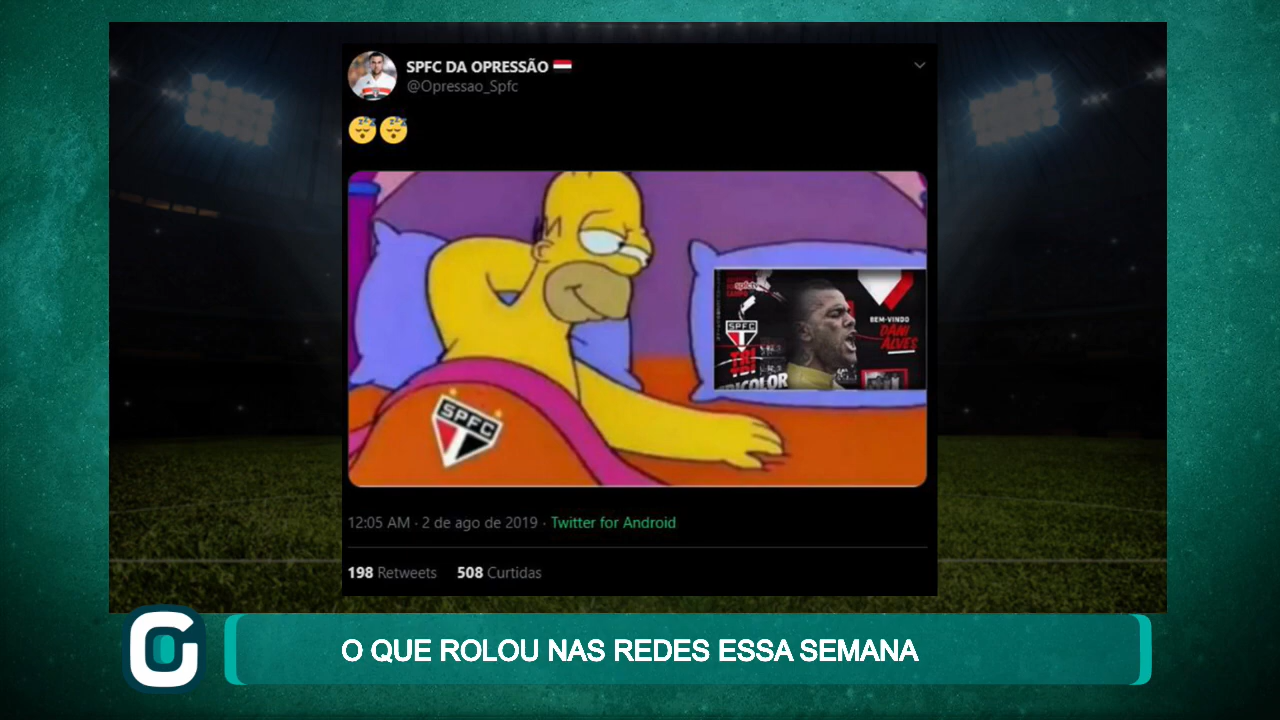 SPFC DA OPRESSÃO
@Opressao_Spfc
SPFC
BEM-VINDO
DANI
ALVES
SPFC
TRI
TRICOLOR
12:05 AM · 2 de ago de 2019 · Twitter for Android
198 Retweets 508 Curtidas
O QUE ROLOU NAS REDES ESSA SEMANA